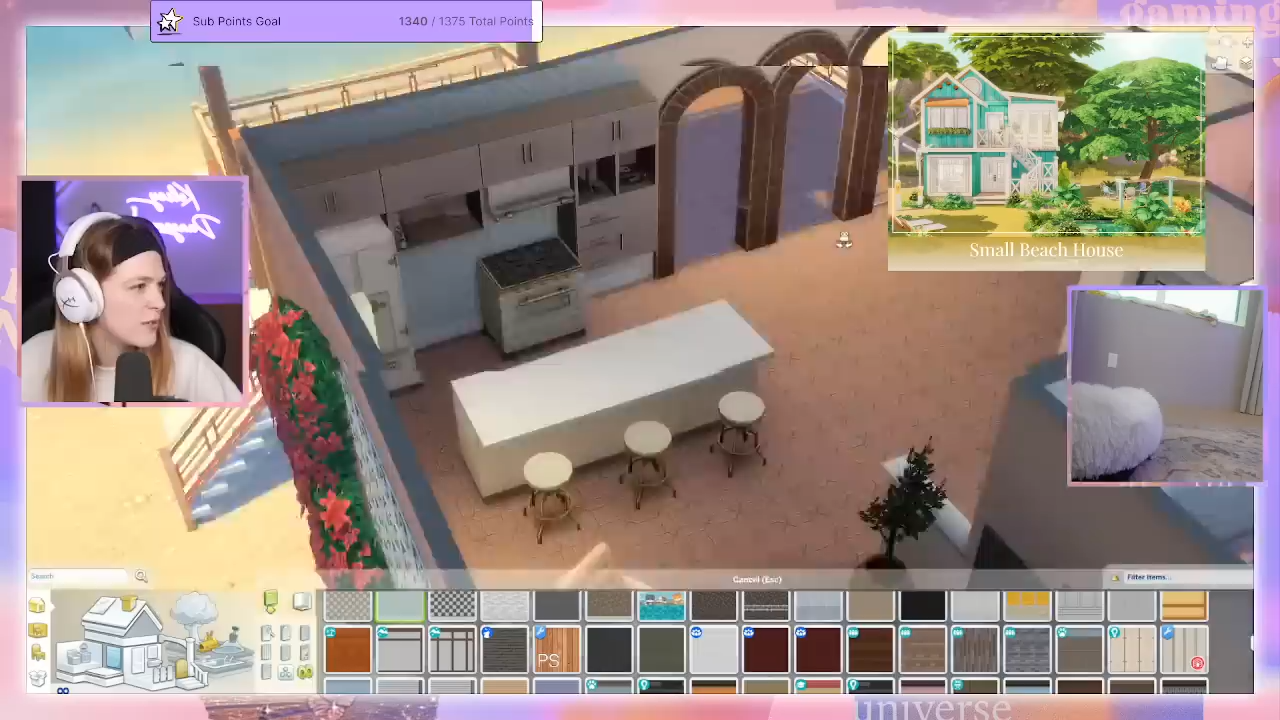 gaming
Sub Points Goal
1340 / 1375 Total Points
Small Beach House
Search
Cancel (Esc)
Filter Items...
PS
universe